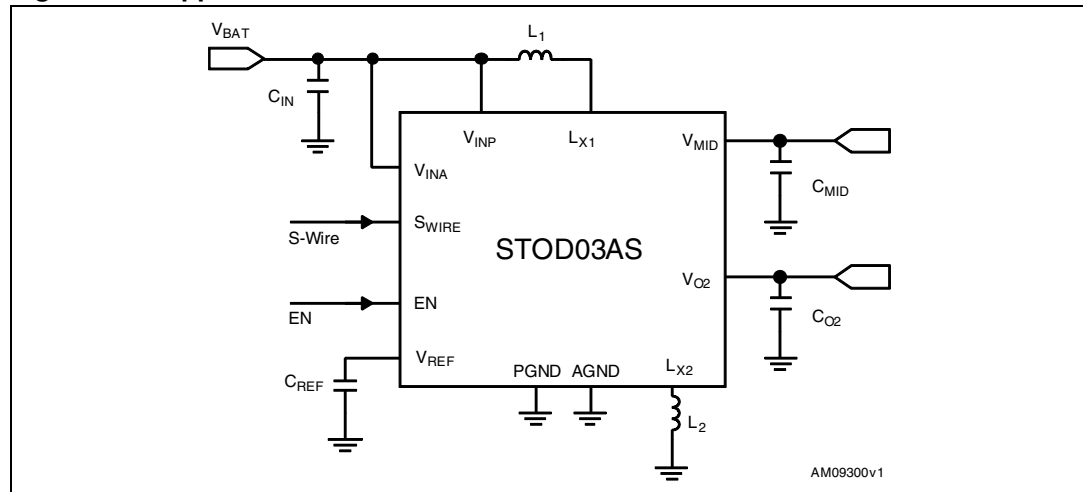 V_BAT
L_1
C_IN
V_INP
L_X1
V_MID
V_INA
C_MID
S_WIRE
S-Wire
STOD03AS
V_O2
EN
EN
C_O2
V_REF
PGND AGND
L_X2
C_REF
L_2
AM09300v1